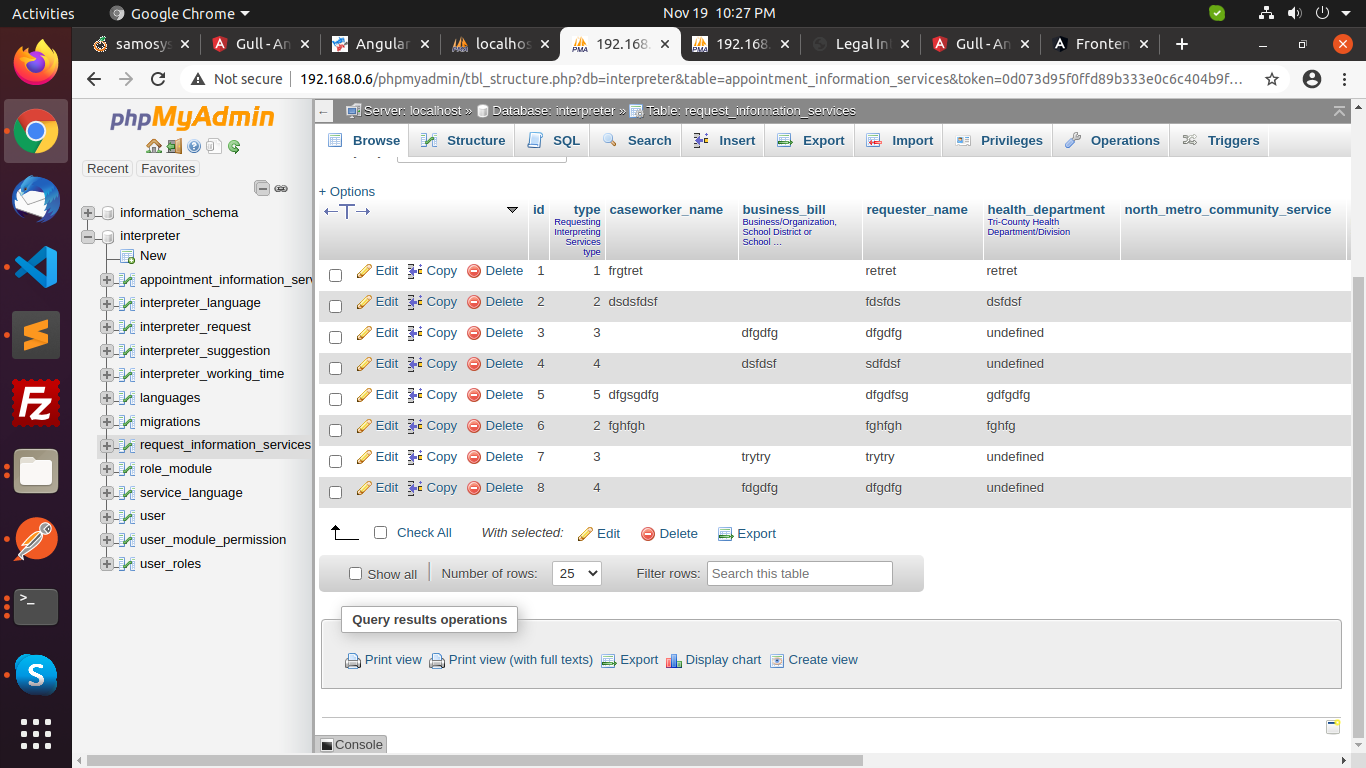 Activities Google Chrome Nov 19 10:27 PM
samosys Gull - An Angular localhos 192.168. 192.168. Legal In Gull - An Fronten
Not secure 192.168.0.6/phpmyadmin/tbl_structure.php?db=interpreter&table=appointment_information_services&token=0d073d95f0ffd89b333e0c6c404b9f…
phpMyAdmin
Recent Favorites
information_schema
interpreter
New
appointment_information_serv
interpreter_language
interpreter_request
interpreter_suggestion
interpreter_working_time
languages
migrations
request_information_services
role_module
service_language
user
user_module_permission
user_roles
Server: localhost » Database: interpreter » Table: request_information_services
Browse Structure SQL Search Insert Export Import Privileges Operations Triggers
+ Options
id type caseworker_name business_bill requester_name health_department north_metro_community_service
Requesting Business/Organization, Tri-County Health
Interpreting School District or Department/Division
Services School ...
type
Edit Copy Delete 1 1 frgtret retret retret
Edit Copy Delete 2 2 dsdsfdsf fdsfds dsfdsf
Edit Copy Delete 3 3 dfgdfg dfgdfg undefined
Edit Copy Delete 4 4 dsfdsf sdfdsf undefined
Edit Copy Delete 5 5 dfgsgdfg dfgdfsg gdfgdfg
Edit Copy Delete 6 2 fghfgh fghfgh fghfg
Edit Copy Delete 7 3 trytry trytry undefined
Edit Copy Delete 8 4 fdgdfg dfgdfg undefined
Check All With selected: Edit Delete Export
Show all Number of rows: 25 Filter rows: Search this table
Query results operations
Print view Print view (with full texts) Export Display chart Create view
Console